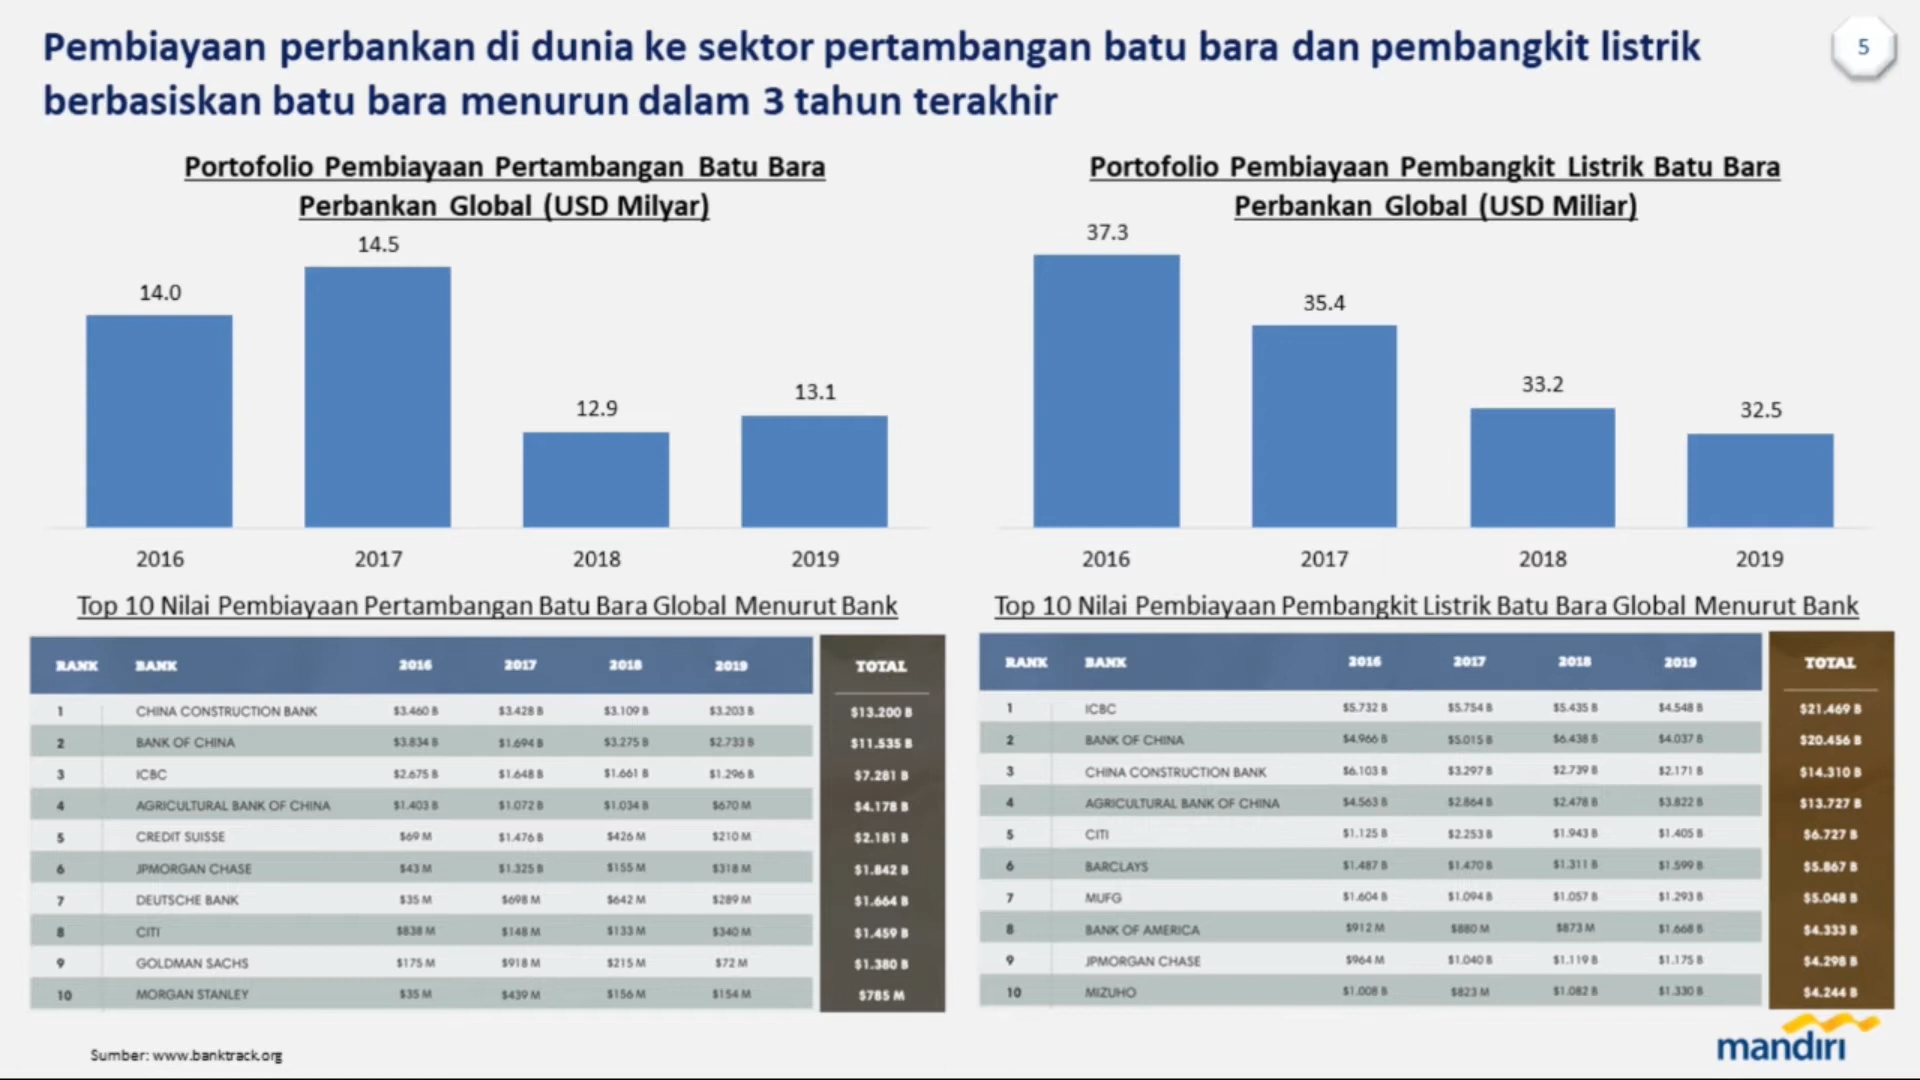 Pembiayaan perbankan di dunia ke sektor pertambangan batu bara dan pembangkit listrik
berbasiskan batu bara menurun dalam 3 tahun terakhir
5
Portofolio Pembiayaan Pertambangan Batu Bara
Perbankan Global (USD Milyar)
14.0
14.5
12.9
13.1
2016 2017 2018 2019
Portofolio Pembiayaan Pembangkit Listrik Batu Bara
Perbankan Global (USD Miliar)
37.3
35.4
33.2
32.5
2016 2017 2018 2019
Top 10 Nilai Pembiayaan Pertambangan Batu Bara Global Menurut Bank
RANK BANK 2016 2017 2018 2019 TOTAL
1 CHINA CONSTRUCTION BANK $3.460 B $3.428 B $3.109 B $3.203 B $13.200 B
2 BANK OF CHINA $3.834 B $1.694 B $3.275 B $2.733 B $11.535 B
3 ICBC $2.675 B $1.648 B $1.661 B $1.296 B $7.281 B
4 AGRICULTURAL BANK OF CHINA $1.403 B $1.072 B $1.034 B $670 M $4.178 B
5 CREDIT SUISSE $69 M $1.476 B $426 M $210 M $2.181 B
6 JPMORGAN CHASE $43 M $1.325 B $155 M $318 M $1.842 B
7 DEUTSCHE BANK $35 M $698 M $642 M $289 M $1.664 B
8 CITI $838 M $148 M $133 M $340 M $1.459 B
9 GOLDMAN SACHS $175 M $918 M $215 M $72 M $1.380 B
10 MORGAN STANLEY $35 M $439 M $156 M $154 M $785 M
Top 10 Nilai Pembiayaan Pembangkit Listrik Batu Bara Global Menurut Bank
RANK BANK 2016 2017 2018 2019 TOTAL
1 ICBC $5.732 B $5.754 B $5.435 B $4.548 B $21.469 B
2 BANK OF CHINA $4.966 B $5.015 B $6.438 B $4.037 B $20.456 B
3 CHINA CONSTRUCTION BANK $6.103 B $3.297 B $2.739 B $2.171 B $14.310 B
4 AGRICULTURAL BANK OF CHINA $4.563 B $2.864 B $2.478 B $3.822 B $13.727 B
5 CITI $1.125 B $2.253 B $1.943 B $1.405 B $6.727 B
6 BARCLAYS $1.487 B $1.470 B $1.311 B $1.599 B $5.867 B
7 MUFG $1.604 B $1.094 B $1.057 B $1.293 B $5.048 B
8 BANK OF AMERICA $912 M $880 M $873 M $1.668 B $4.333 B
9 JPMORGAN CHASE $964 M $1.040 B $1.119 B $1.175 B $4.298 B
10 MIZUHO $1.008 B $823 M $1.082 B $1.330 B $4.244 B
Sumber: www.banktrack.org
mandiri